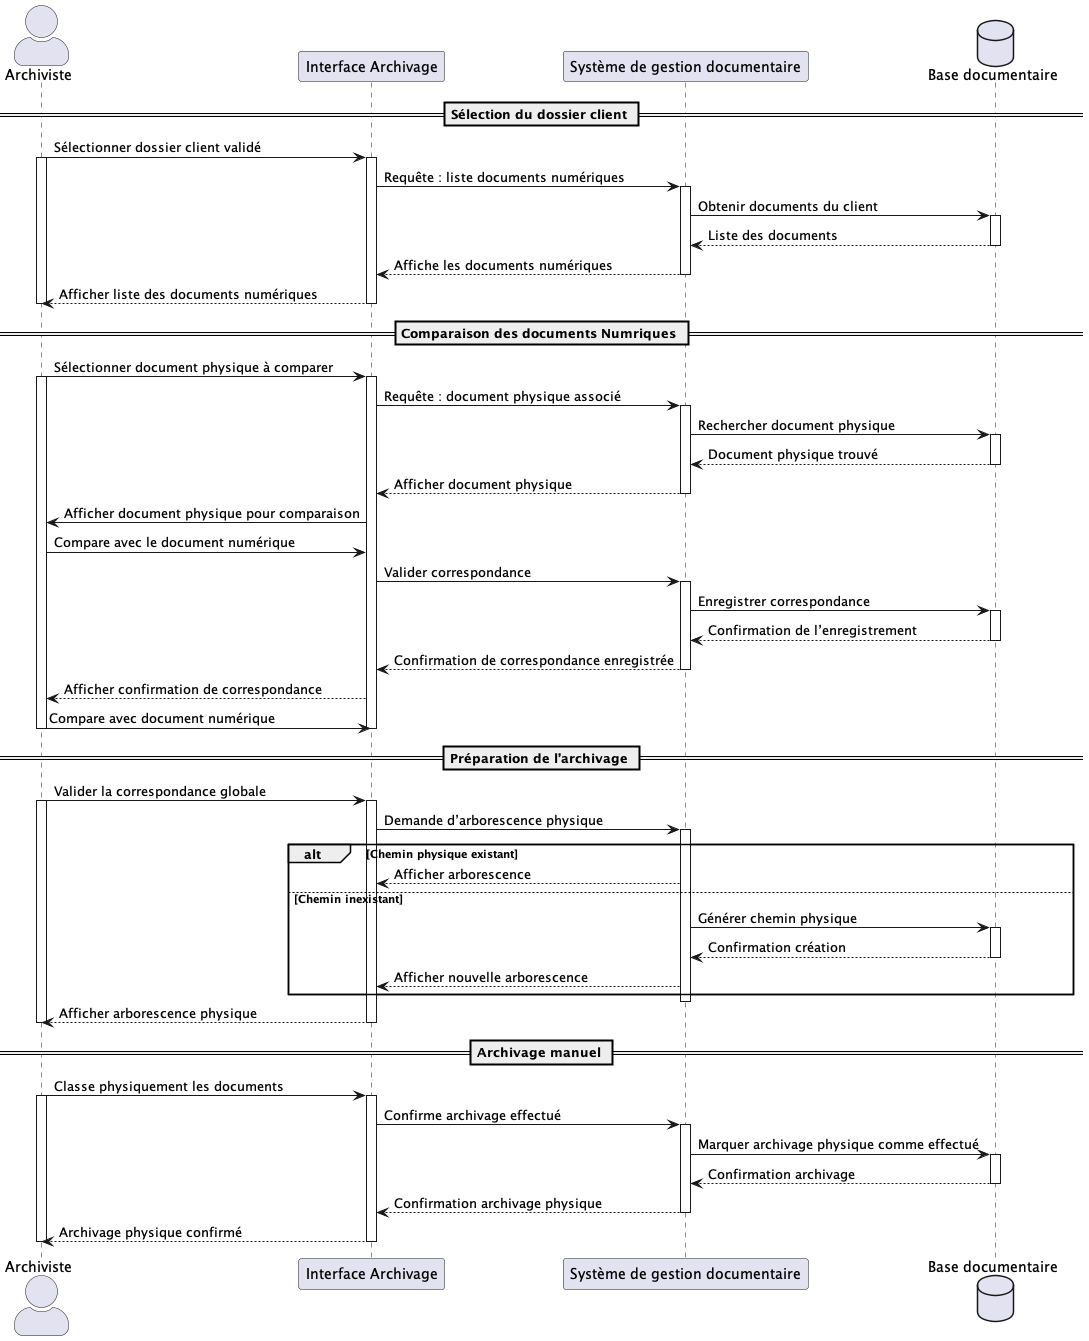 Archiviste
Interface Archivage
Système de gestion documentaire
Base documentaire
Sélection du dossier client
Sélectionner dossier client validé
Requête : liste documents numériques
Obtenir documents du client
Liste des documents
Affiche les documents numériques
Afficher liste des documents numériques
Comparaison des documents Numriques
Sélectionner document physique à comparer
Requête : document physique associé
Rechercher document physique
Document physique trouvé
Afficher document physique
Afficher document physique pour comparaison
Compare avec le document numérique
Valider correspondance
Enregistrer correspondance
Confirmation de l’enregistrement
Confirmation de correspondance enregistrée
Afficher confirmation de correspondance
Compare avec document numérique
Préparation de l'archivage
Valider la correspondance globale
Demande d’arborescence physique
alt [Chemin physique existant]
Afficher arborescence
[Chemin inexistant]
Générer chemin physique
Confirmation création
Afficher nouvelle arborescence
Afficher arborescence physique
Archivage manuel
Classe physiquement les documents
Confirme archivage effectué
Marquer archivage physique comme effectué
Confirmation archivage
Confirmation archivage physique
Archivage physique confirmé
Archiviste
Interface Archivage
Système de gestion documentaire
Base documentaire